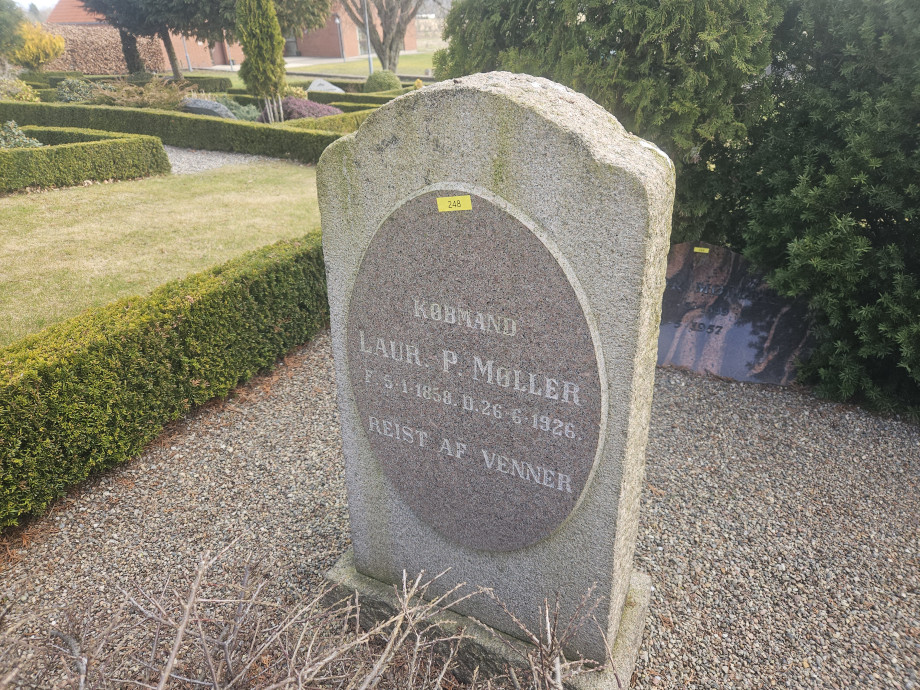 248
KØBMAND
LAUR. P. MØLLER
F. 5-1-1858. D. 26-6-1926.
REIST AF VENNER
1957